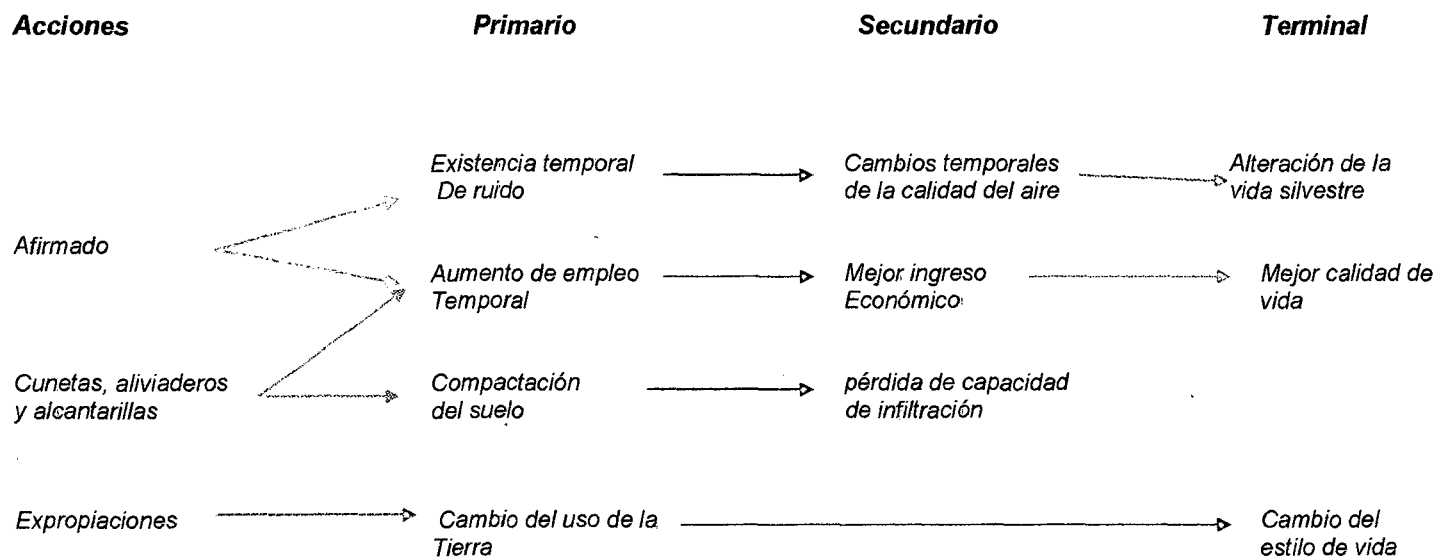 Acciones Primario Secundario Terminal
Existencia temporal
De ruido
Cambios temporales
de la calidad del aire
Alteración de la
vida silvestre
Afirmado
Aumento de empleo
Temporal
Mejor ingreso
Económico
Mejor calidad de
vida
Cunetas, aliviaderos
y alcantarillas
Compactación
del suelo
pérdida de capacidad
de infiltración
Expropiaciones
Cambio del uso de la
Tierra
Cambio del
estilo de vida